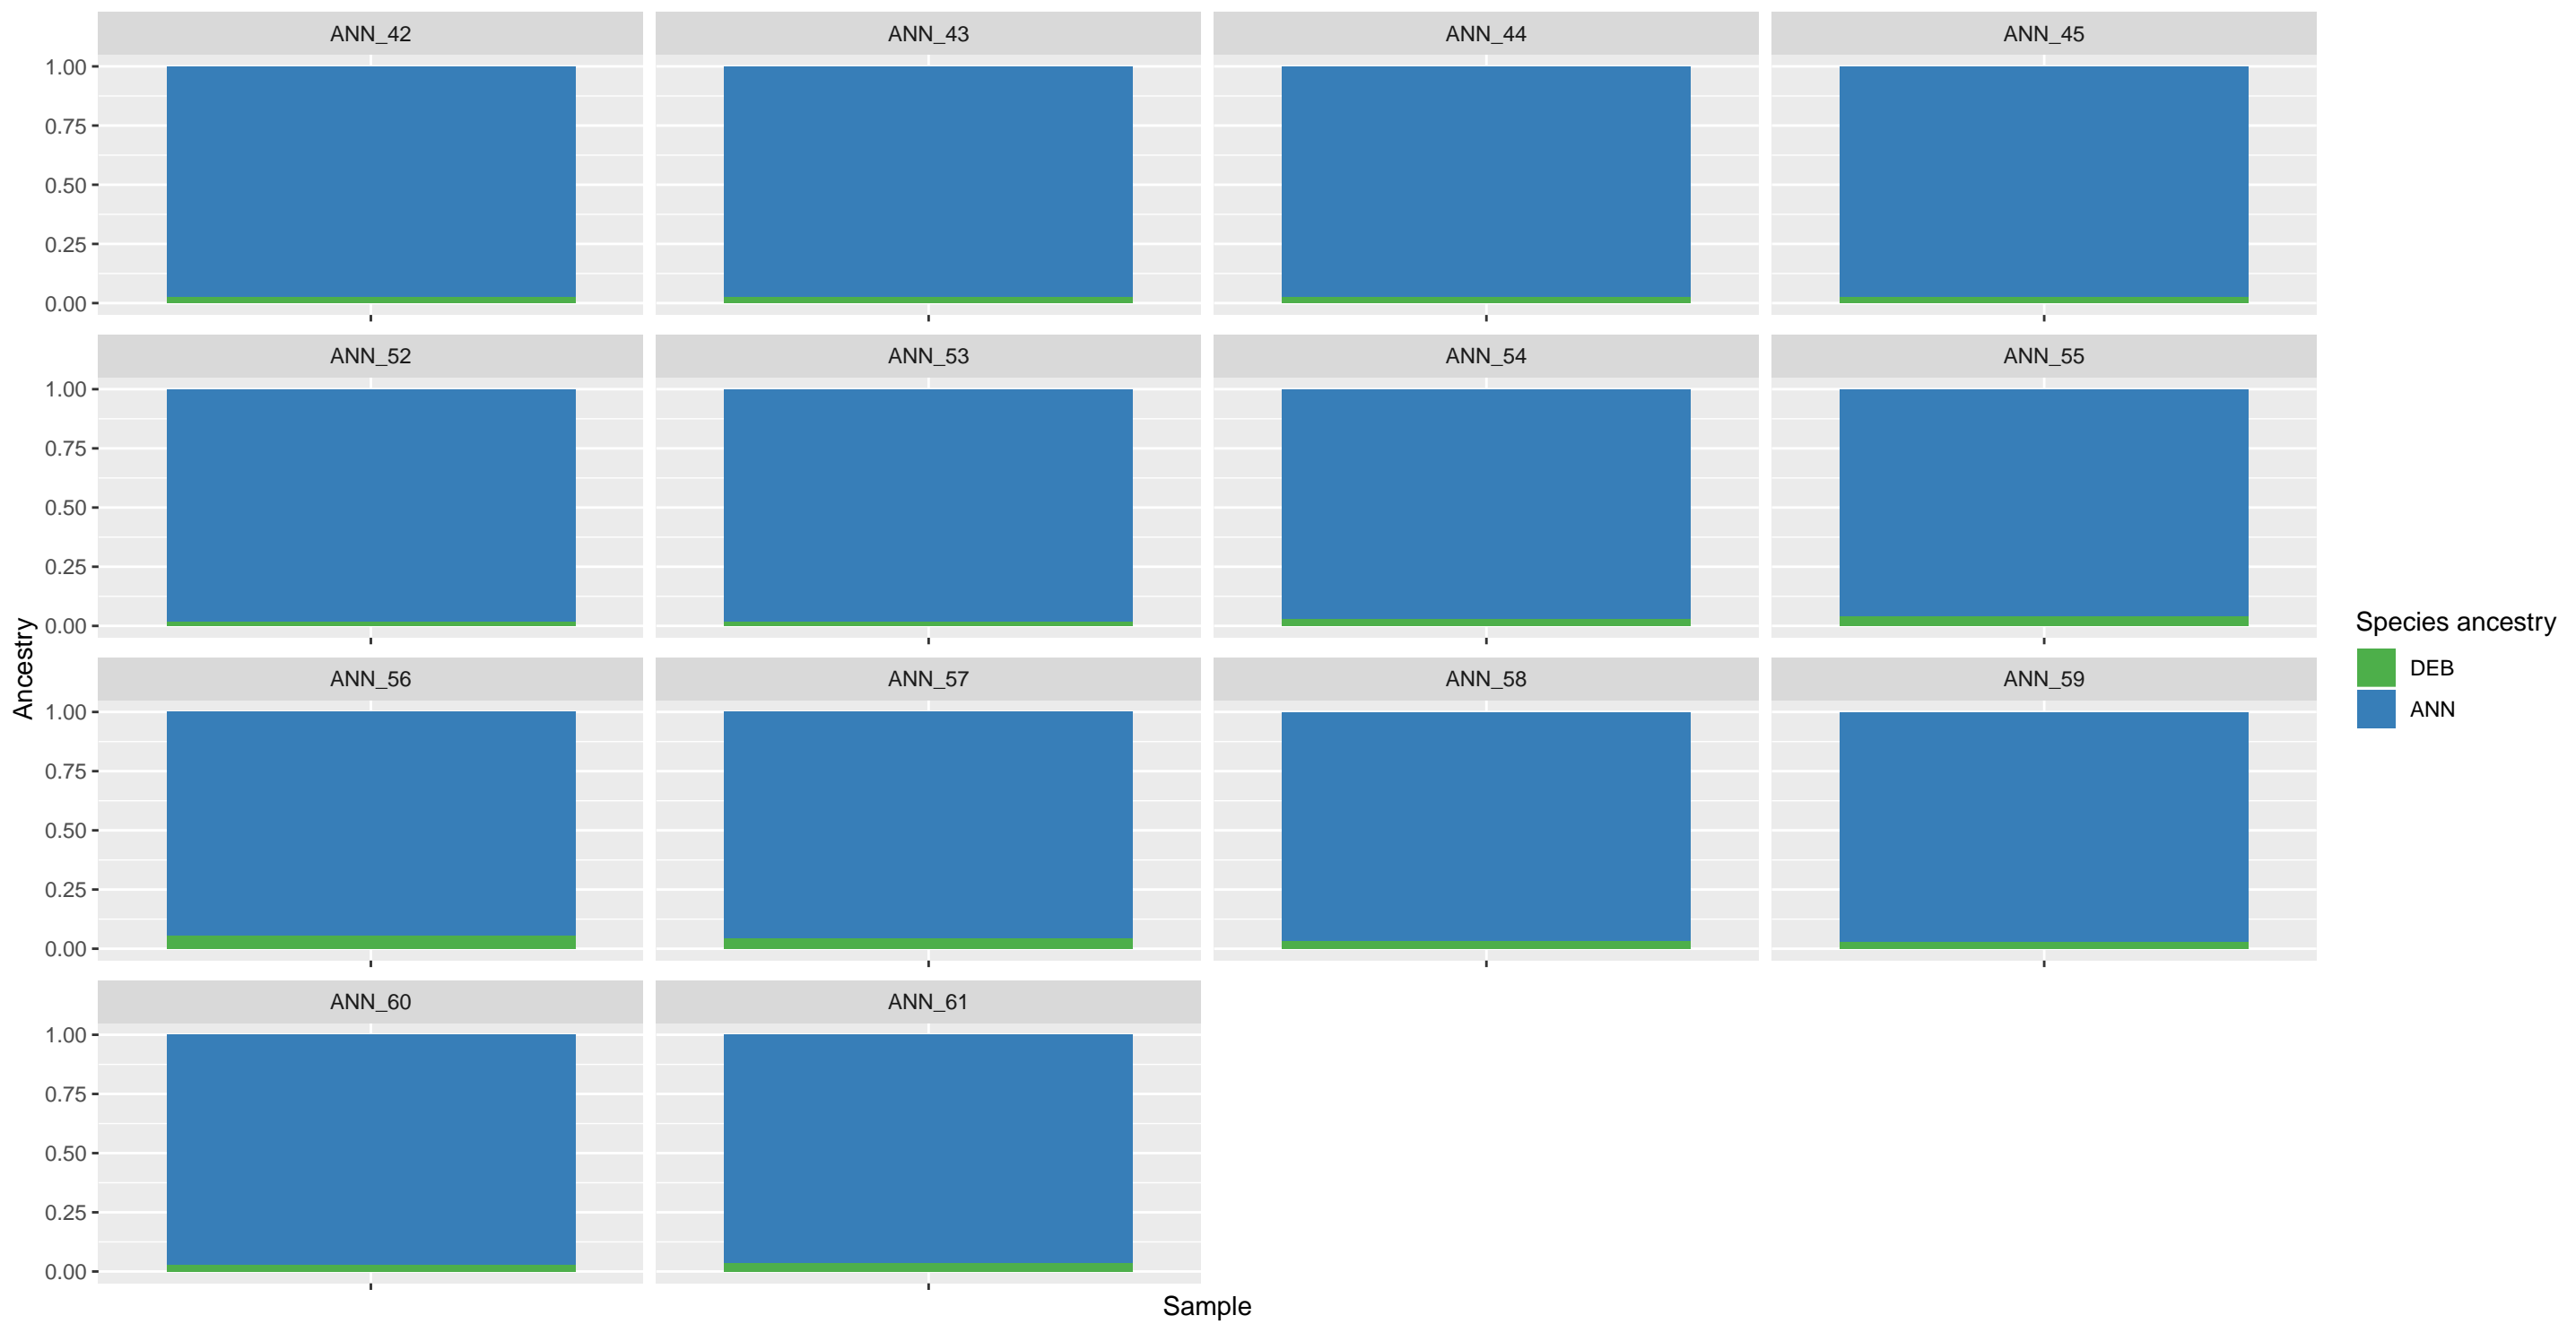 ANN_42 ANN_43 ANN_44 ANN_45
1.00
0.75
0.50
0.25
0.00
ANN_52 ANN_53 ANN_54 ANN_55
1.00
0.75
0.50
0.25
0.00
ANN_56 ANN_57 ANN_58 ANN_59
1.00
0.75
0.50
0.25
0.00
ANN_60 ANN_61
1.00
0.75
0.50
0.25
0.00
Ancestry
Sample
Species ancestry
DEB
ANN